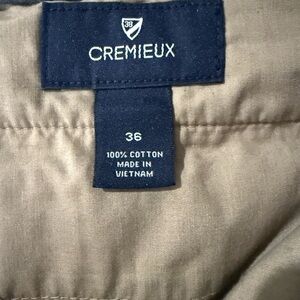 38
CREMIEUX
36
100% COTTON
MADE IN
VIETNAM